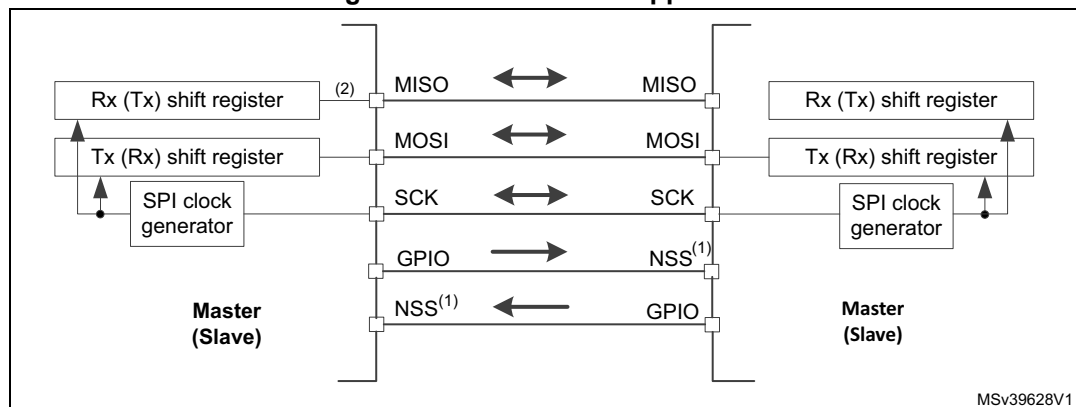 Rx (Tx) shift register
(2)
MISO
MISO
Rx (Tx) shift register
Tx (Rx) shift register
MOSI
MOSI
Tx (Rx) shift register
SPI clock
generator
SCK
SCK
SPI clock
generator
GPIO
NSS(1)
Master
(Slave)
NSS(1)
GPIO
Master
(Slave)
MSv39628V1